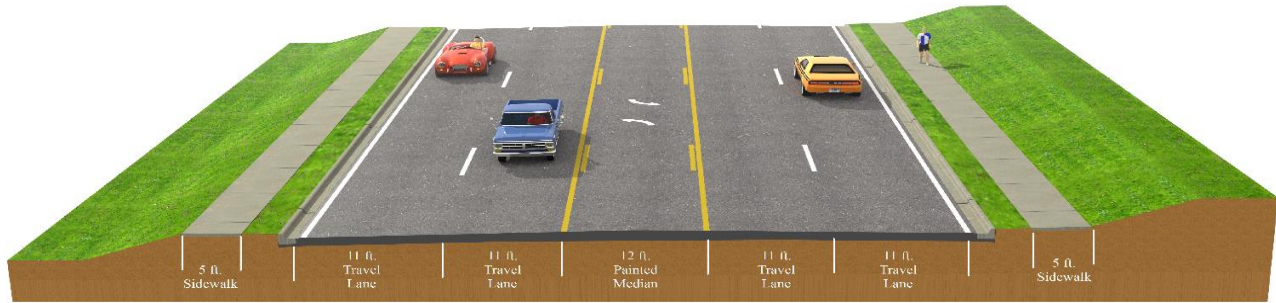 5 ft.
Sidewalk
11 ft.
Travel
Lane
11 ft.
Travel
Lane
12 ft.
Painted
Median
11 ft.
Travel
Lane
11 ft.
Travel
Lane
5 ft.
Sidewalk